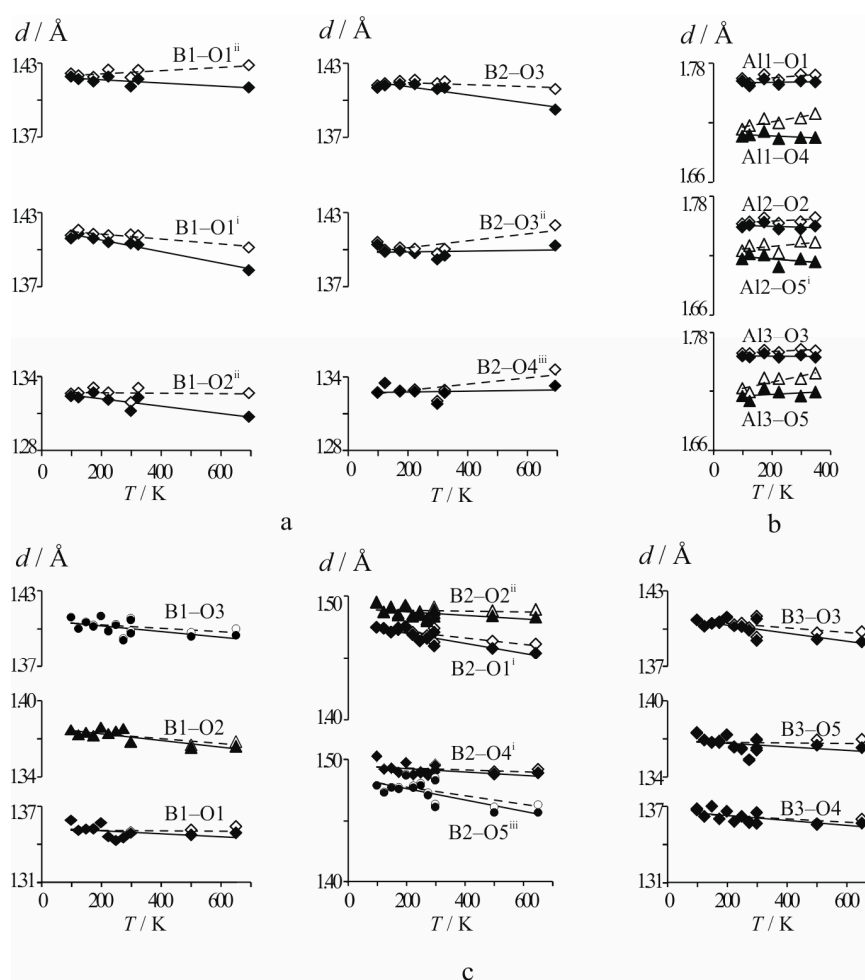 d / Å
d / Å
d / Å
1.43
B1–O1ii
1.37
1.43
B2–O3
1.37
1.78
Al1–O1
Al1–O4
1.66
1.43
B1–O1i
1.37
1.43
B2–O3ii
1.37
1.78
Al2–O2
Al2–O5i
1.66
1.34
B1–O2ii
1.28
1.34
B2–O4iii
1.28
1.78
Al3–O3
Al3–O5
1.66
0 200 400 600
T / K
0 200 400 600
T / K
0 200 400
T / K
a
b
d / Å
d / Å
d / Å
1.43
B1–O3
1.37
1.40
B1–O2
1.34
1.37
B1–O1
1.31
0 200 400 600
T / K
1.50
B2–O2ii
B2–O1i
1.40
1.50
B2–O4i
B2–O5iii
1.40
0 200 400 600
T / K
1.43
B3–O3
1.37
1.40
B3–O5
1.34
1.37
B3–O4
1.31
0 200 400 600
T / K
c